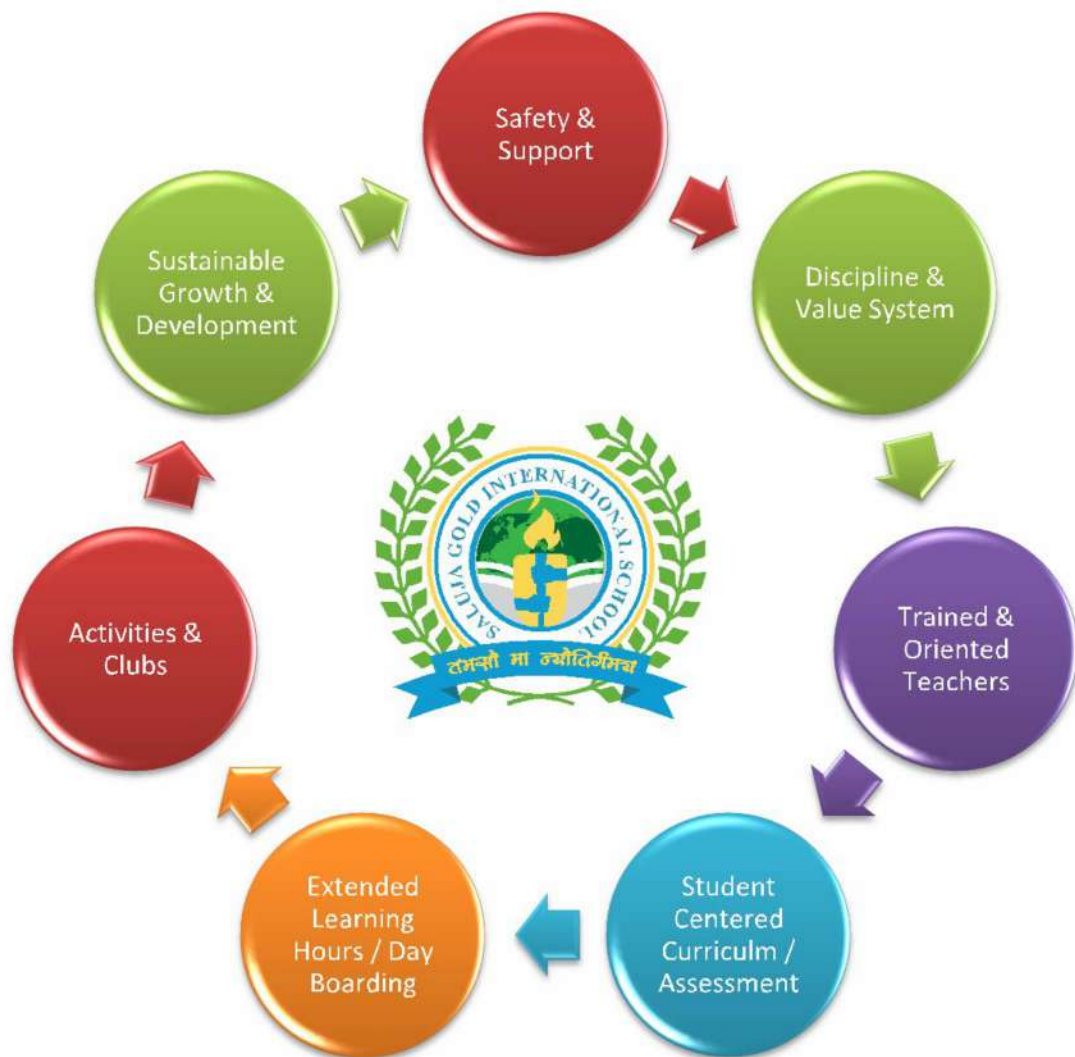 Safety &
Support
Discipline &
Value System
Trained &
Oriented
Teachers
Student
Centered
Curriculm /
Assessment
Extended
Learning
Hours / Day
Boarding
Activities &
Clubs
Sustainable
Growth &
Development
SALUJA GOLD INTERNATIONAL SCHOOL
तमसो मा ज्योतिर्गमय